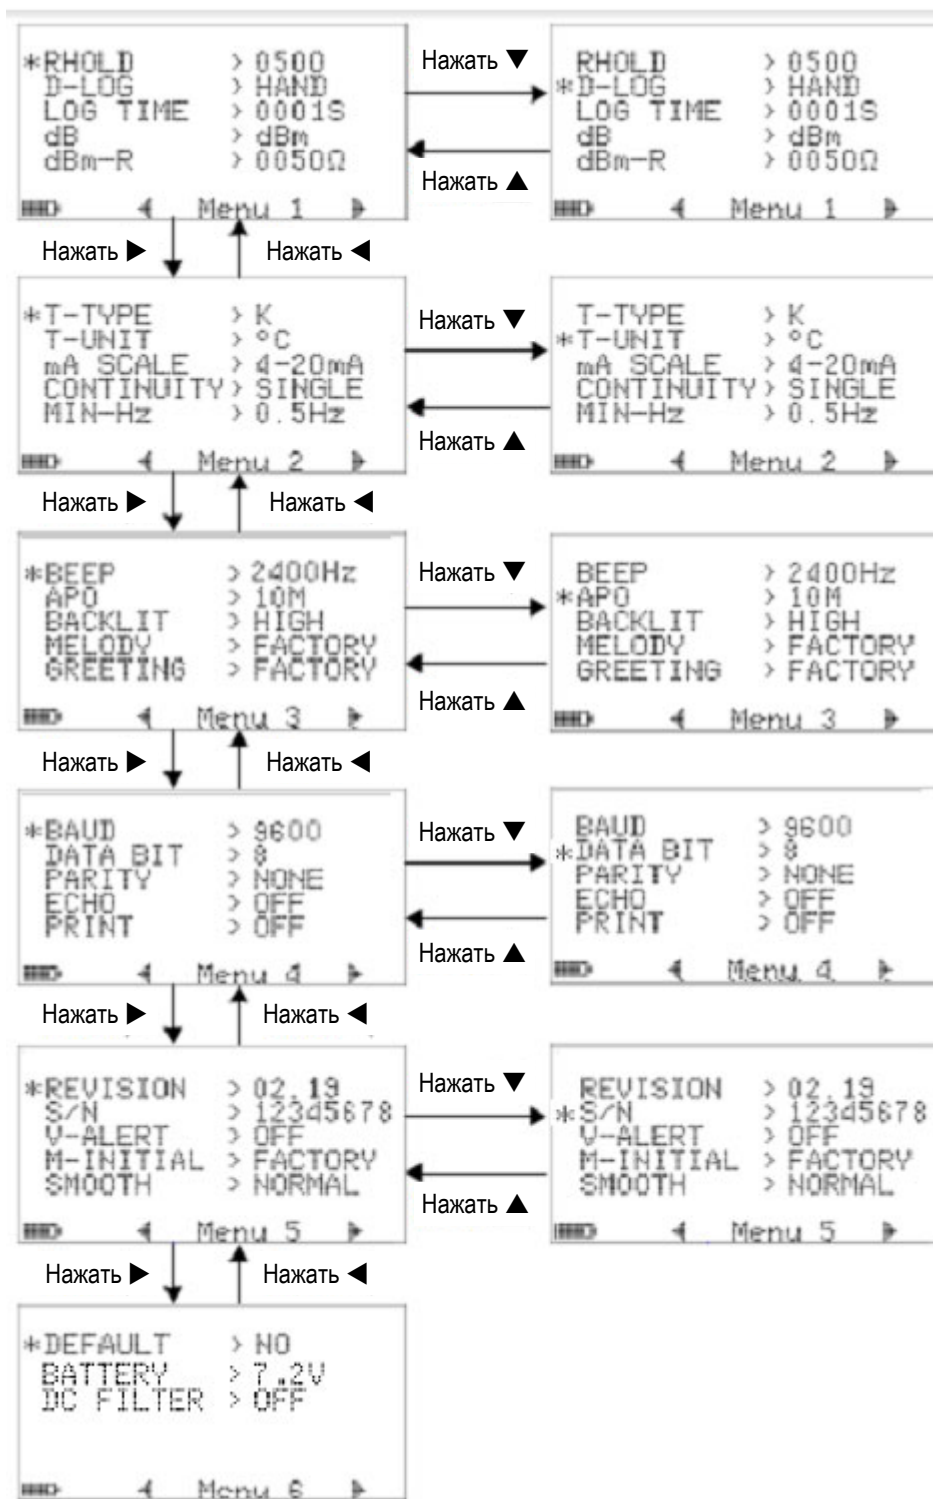 *RHOLD > 0500
D-LOG > HAND
LOG TIME > 0001S
dB > dBm
dBm-R > 0050Ω
Menu 1
Нажать ▼
Нажать ▲
RHOLD > 0500
*D-LOG > HAND
LOG TIME > 0001S
dB > dBm
dBm-R > 0050Ω
Menu 1
Нажать ▶ Нажать ◀
*T-TYPE > K
T-UNIT > °C
mA SCALE > 4-20mA
CONTINUITY > SINGLE
MIN-Hz > 0.5Hz
Menu 2
Нажать ▼
Нажать ▲
T-TYPE > K
*T-UNIT > °C
mA SCALE > 4-20mA
CONTINUITY > SINGLE
MIN-Hz > 0.5Hz
Menu 2
Нажать ▶ Нажать ◀
*BEEP > 2400Hz
APO > 10M
BACKLIT > HIGH
MELODY > FACTORY
GREETING > FACTORY
Menu 3
Нажать ▼
Нажать ▲
BEEP > 2400Hz
*APO > 10M
BACKLIT > HIGH
MELODY > FACTORY
GREETING > FACTORY
Menu 3
Нажать ▶ Нажать ◀
*BAUD > 9600
DATA BIT > 8
PARITY > NONE
ECHO > OFF
PRINT > OFF
Menu 4
Нажать ▼
Нажать ▲
BAUD > 9600
*DATA BIT > 8
PARITY > NONE
ECHO > OFF
PRINT > OFF
Menu 4
Нажать ▶ Нажать ◀
*REVISION > 02.19
S/N > 12345678
V-ALERT > OFF
M-INITIAL > FACTORY
SMOOTH > NORMAL
Menu 5
Нажать ▼
Нажать ▲
REVISION > 02.19
*S/N > 12345678
V-ALERT > OFF
M-INITIAL > FACTORY
SMOOTH > NORMAL
Menu 5
Нажать ▶ Нажать ◀
*DEFAULT > NO
BATTERY > 7.2V
DC FILTER > OFF
Menu 6